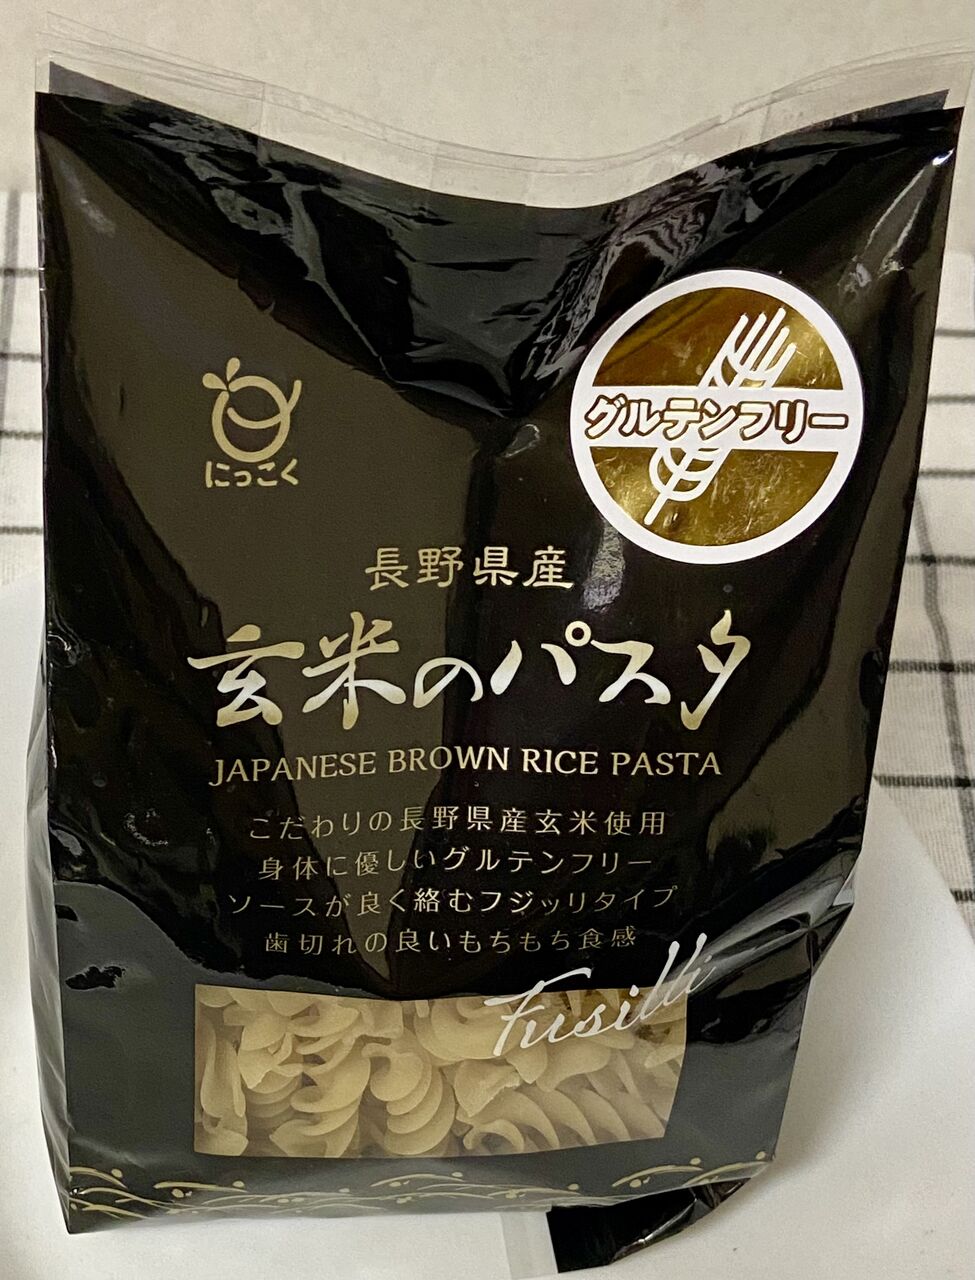 にっこく
グルテンフリー
長野県産
玄米のパスタ
JAPANESE BROWN RICE PASTA
こだわりの長野県産玄米使用
身体に優しいグルテンフリー
ソースが良く絡むフジッリタイプ
歯切れの良いもちもち食感
Fusilli